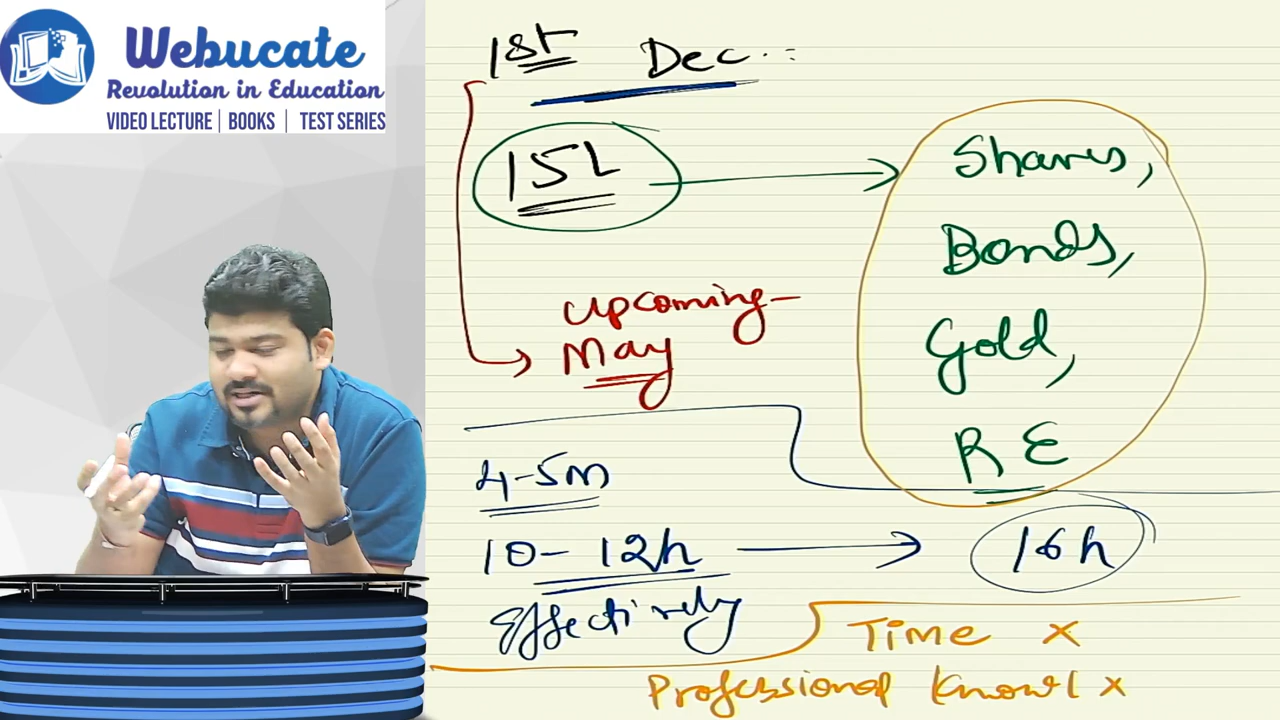 Webucate
Revolution in Education
VIDEO LECTURE | BOOKS | TEST SERIES
1st Dec..:
15L
Shares,
Bonds,
Gold,
RE
Upcoming-
May
4-5m
10-12h
16h
Effectively
Time x
Professional Knowl x